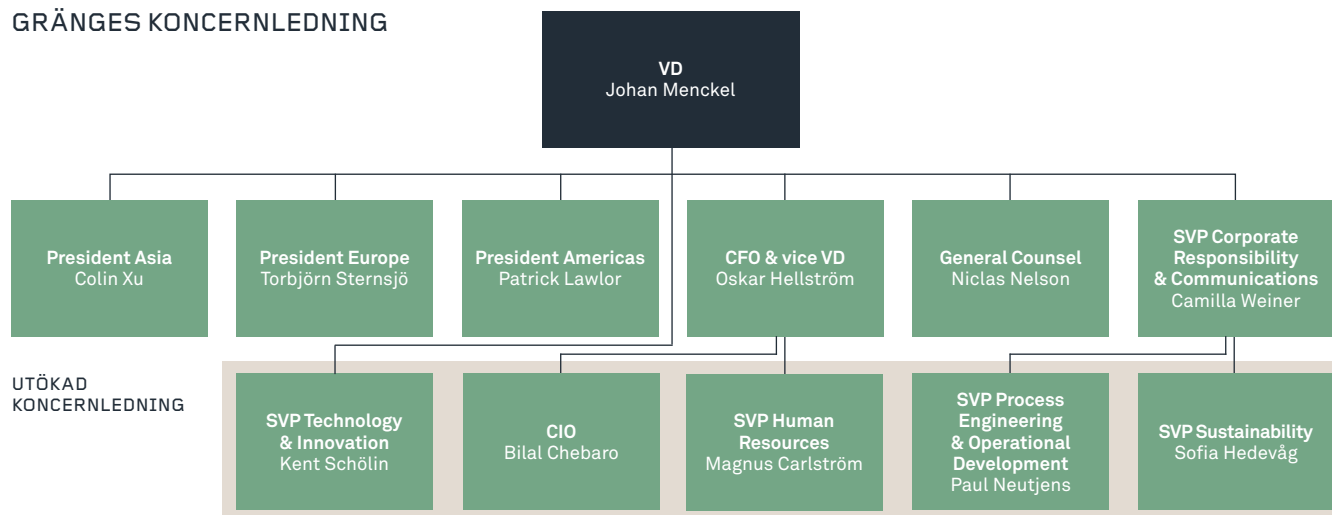 GRÄNGES KONCERNLEDNING
VD
Johan Menckel
President Asia
Colin Xu
President Europe
Torbjörn Sternsjö
President Americas
Patrick Lawlor
CFO & vice VD
Oskar Hellström
General Counsel
Niclas Nelson
SVP Corporate
Responsibility
& Communications
Camilla Weiner
UTÖKAD
KONCERNLEDNING
SVP Technology
& Innovation
Kent Schölin
CIO
Bilal Chebaro
SVP Human
Resources
Magnus Carlström
SVP Process
Engineering
& Operational
Development
Paul Neutjens
SVP Sustainability
Sofia Hedevåg